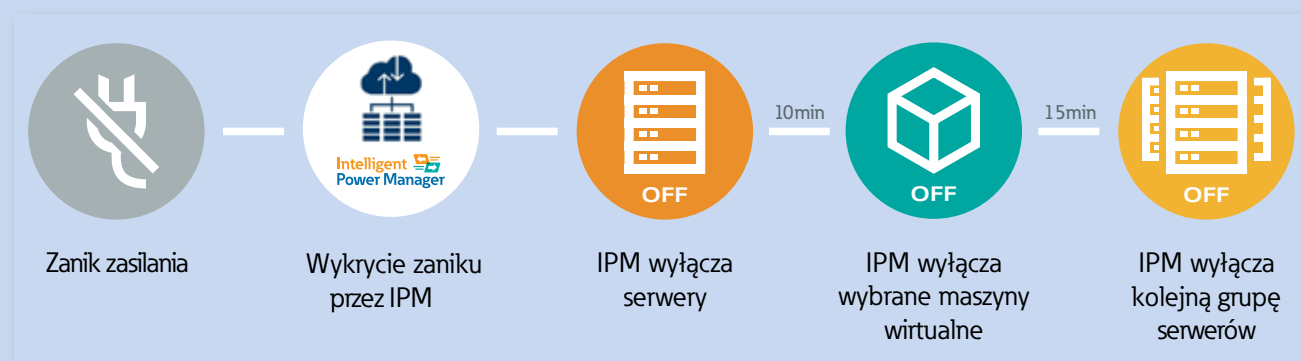 Intelligent
Power Manager
OFF
10min
OFF
15min
OFF
Zanik zasilania
Wykrycie zaniku
przez IPM
IPM wyłącza
serwery
IPM wyłącza
wybrane maszyny
wirtualne
IPM wyłącza
kolejną grupę
serwerów